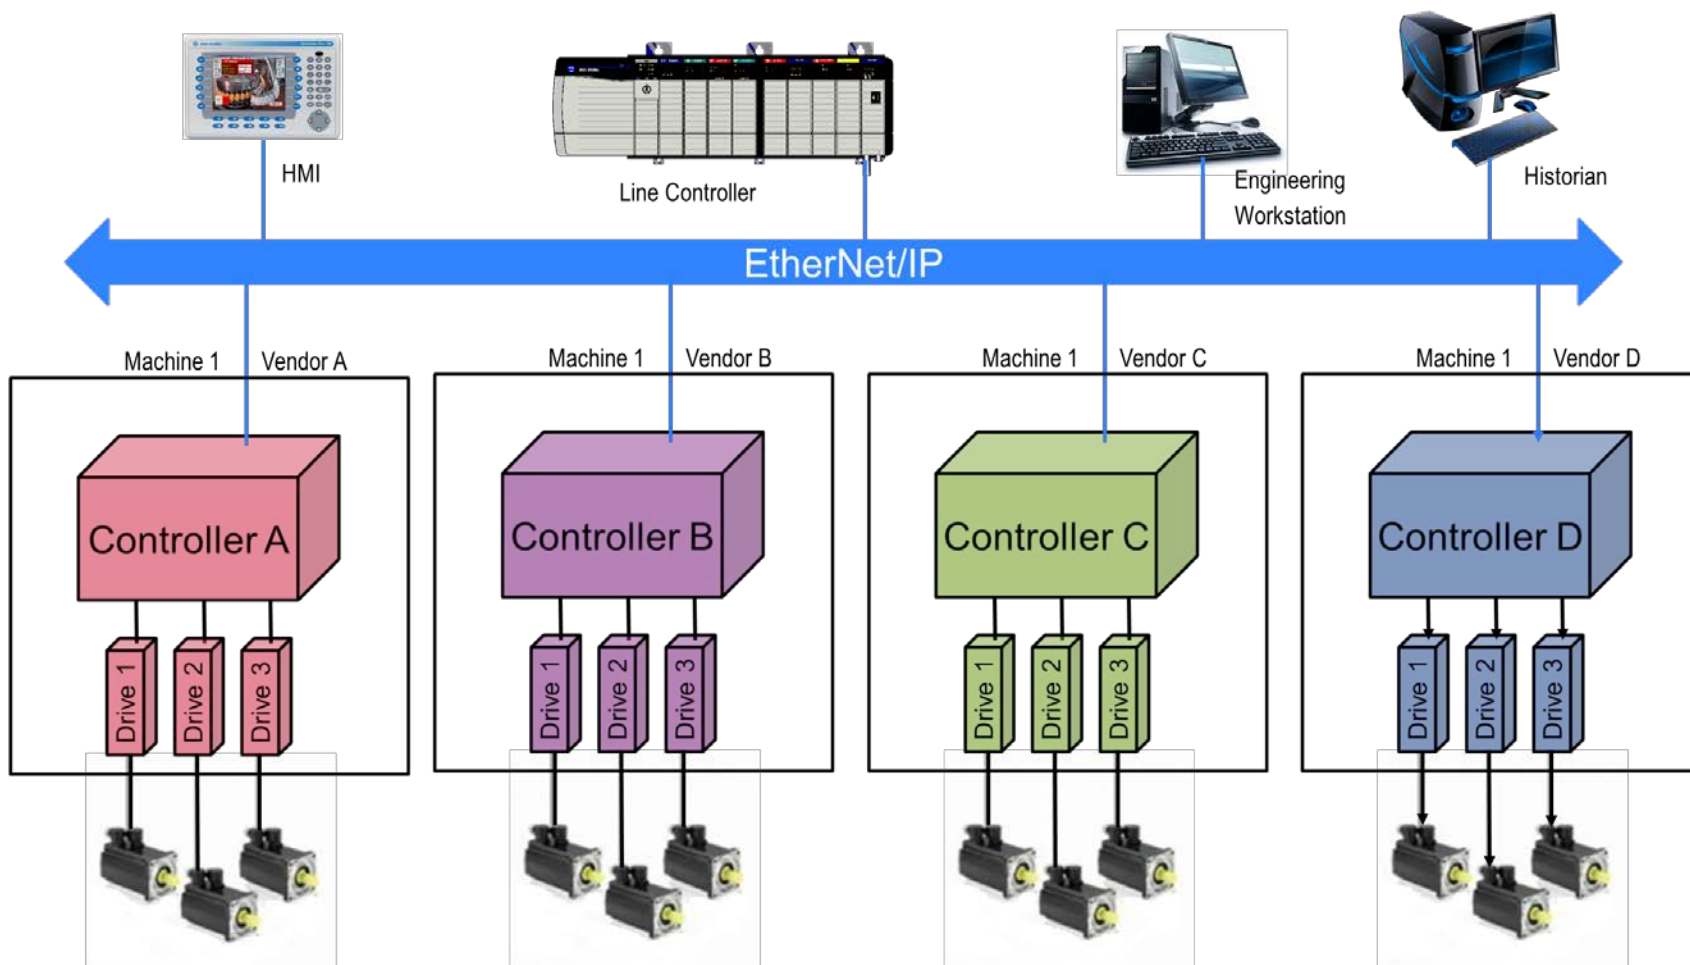 HMI
Line Controller
Engineering
Workstation
Historian
EtherNet/IP
Machine 1 Vendor A
Machine 1 Vendor B
Machine 1 Vendor C
Machine 1 Vendor D
Controller A
Controller B
Controller C
Controller D
Drive 1
Drive 2
Drive 3
Drive 1
Drive 2
Drive 3
Drive 1
Drive 2
Drive 3
Drive 1
Drive 2
Drive 3